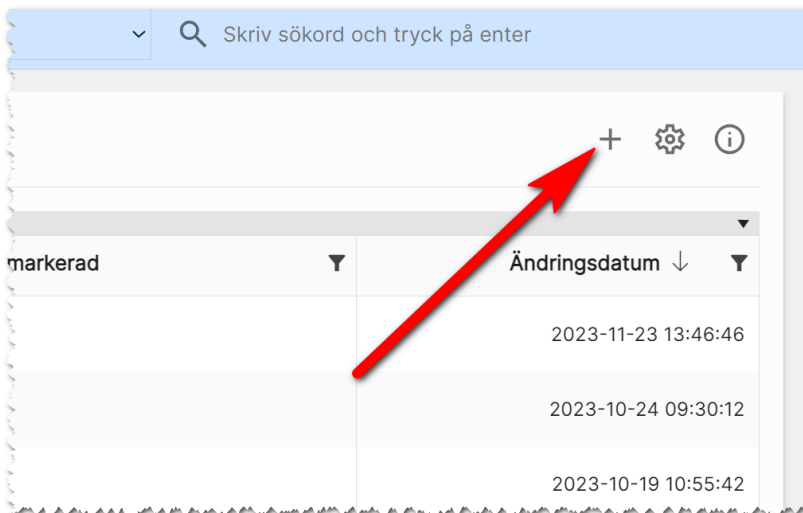 Skriv sökord och tryck på enter
markerad
Ändringsdatum
2023-11-23 13:46:46
2023-10-24 09:30:12
2023-10-19 10:55:42